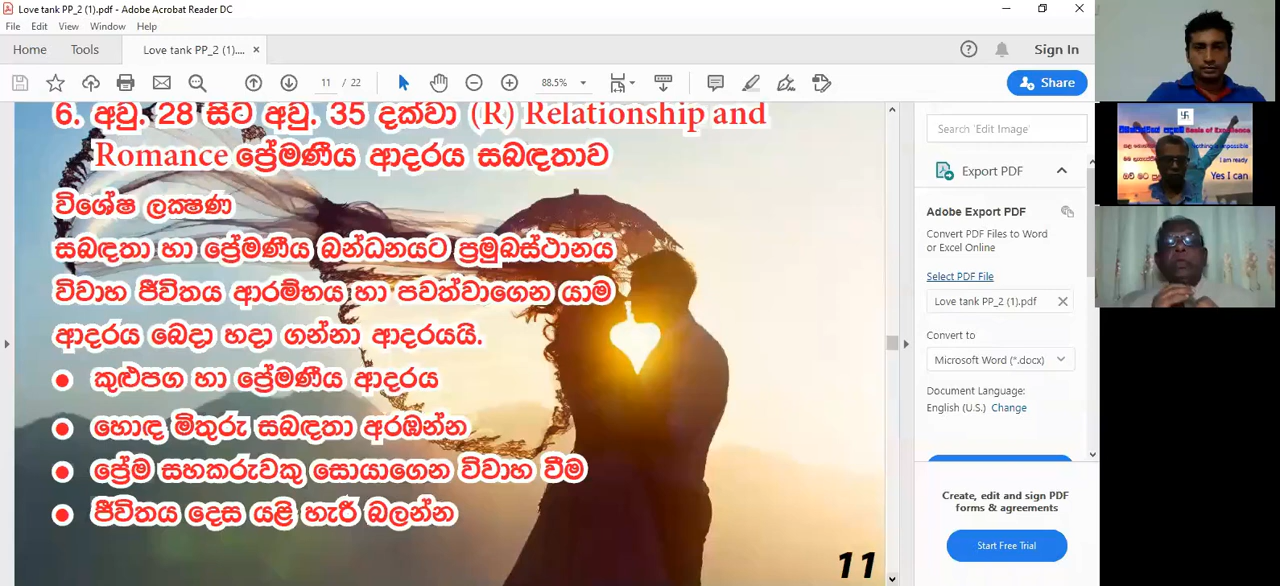 Love tank PP_2 (1).pdf - Adobe Acrobat Reader DC
File Edit View Window Help
Home Tools Love tank PP_2 (1).... × Sign In
11 / 22 88.5% Share
6. අවු. 28 සිට අවු. 35 දක්වා (R) Relationship and
Romance ප්‍රේමණීය ආදරය සබඳතාව
විශේෂ ලක්ෂණ
සබඳතා හා ප්‍රේමණීය බන්ධනයට ප්‍රමුඛස්ථානය
විවාහ ජීවිතය ආරම්භය හා පවත්වාගෙන යාම
ආදරය බෙදා හදා ගන්නා ආදරයයි.
• කුළුපග හා ප්‍රේමණීය ආදරය
• හොඳ මිතුරු සබඳතා අරඹන්න
• ප්‍රේම සහකරුවකු සොයාගෙන විවාහ වීම
• ජීවිතය දෙස යළි හැරී බලන්න
11
Search 'Edit Image'
Export PDF
Adobe Export PDF
Convert PDF Files to Word
or Excel Online
Select PDF File
Love tank PP_2 (1).pdf
Convert to
Microsoft Word (*.docx)
Document Language:
English (U.S.) Change
Create, edit and sign PDF
forms & agreements
Start Free Trial
I am ready
Yes I can